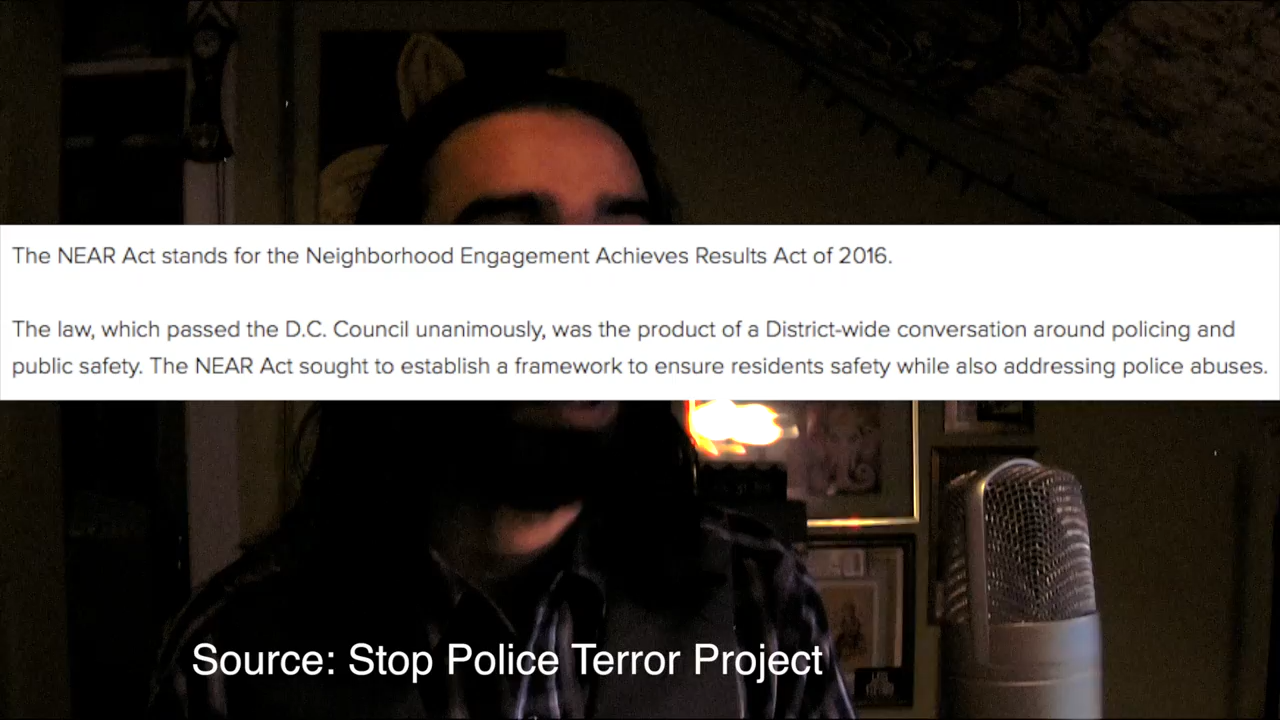 The NEAR Act stands for the Neighborhood Engagement Achieves Results Act of 2016.
The law, which passed the D.C. Council unanimously, was the product of a District-wide conversation around policing and
public safety. The NEAR Act sought to establish a framework to ensure residents safety while also addressing police abuses.
Source: Stop Police Terror Project